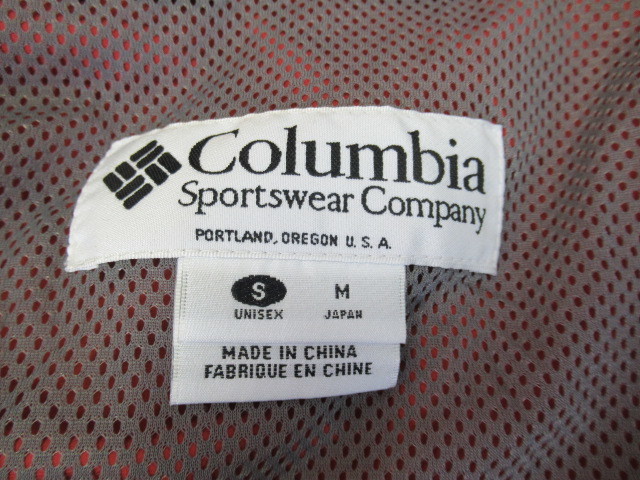 Columbia
Sportswear Company
PORTLAND, OREGON U.S.A.
S M
UNISEX JAPAN
MADE IN CHINA
FABRIQUE EN CHINE